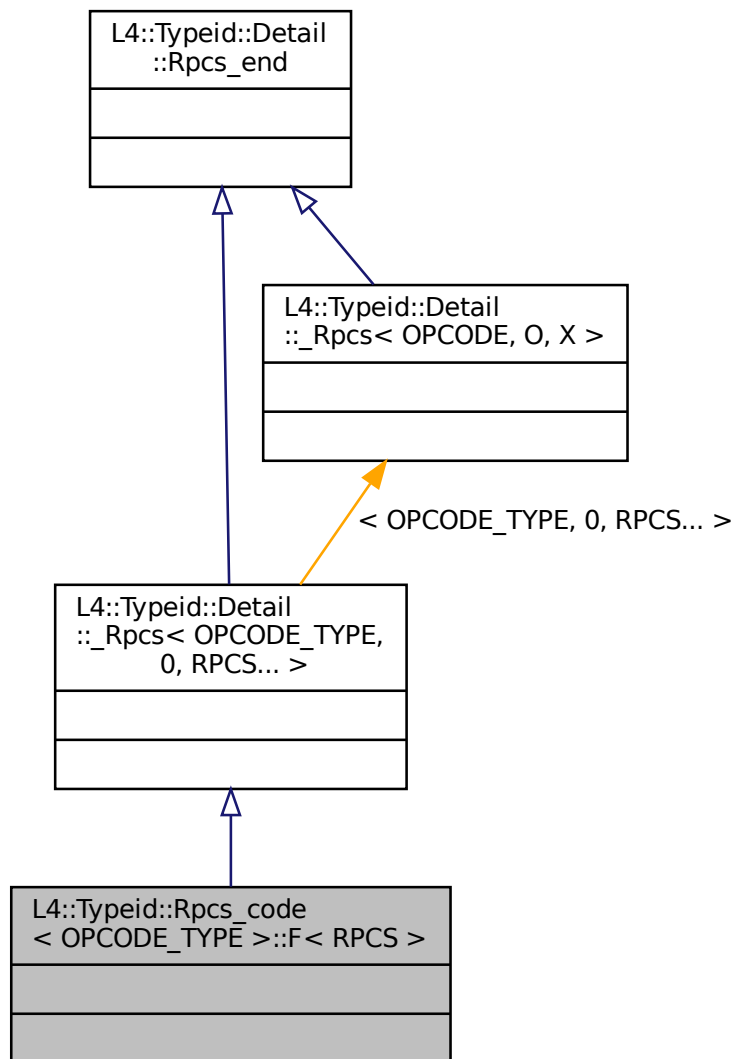 L4::Typeid::Detail
::Rpcs_end
L4::Typeid::Detail
::_Rpcs< OPCODE, O, X >
< OPCODE_TYPE, 0, RPCS... >
L4::Typeid::Detail
::_Rpcs< OPCODE_TYPE,
0, RPCS... >
L4::Typeid::Rpcs_code
< OPCODE_TYPE >::F< RPCS >